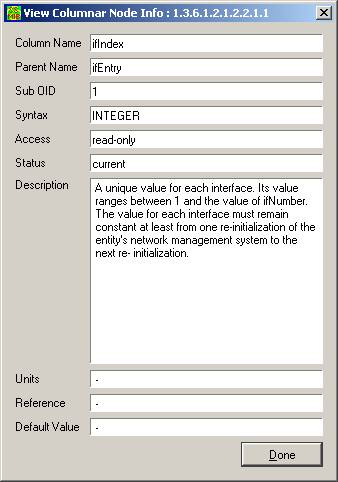 View Columnar Node Info : 1.3.6.1.2.1.2.2.1.1
Column Name ifIndex
Parent Name ifEntry
Sub OID 1
Syntax INTEGER
Access read-only
Status current
Description A unique value for each interface. Its value
ranges between 1 and the value of ifNumber.
The value for each interface must remain
constant at least from one re-initialization of the
entity's network management system to the
next re- initialization.
Units -
Reference -
Default Value -
Done